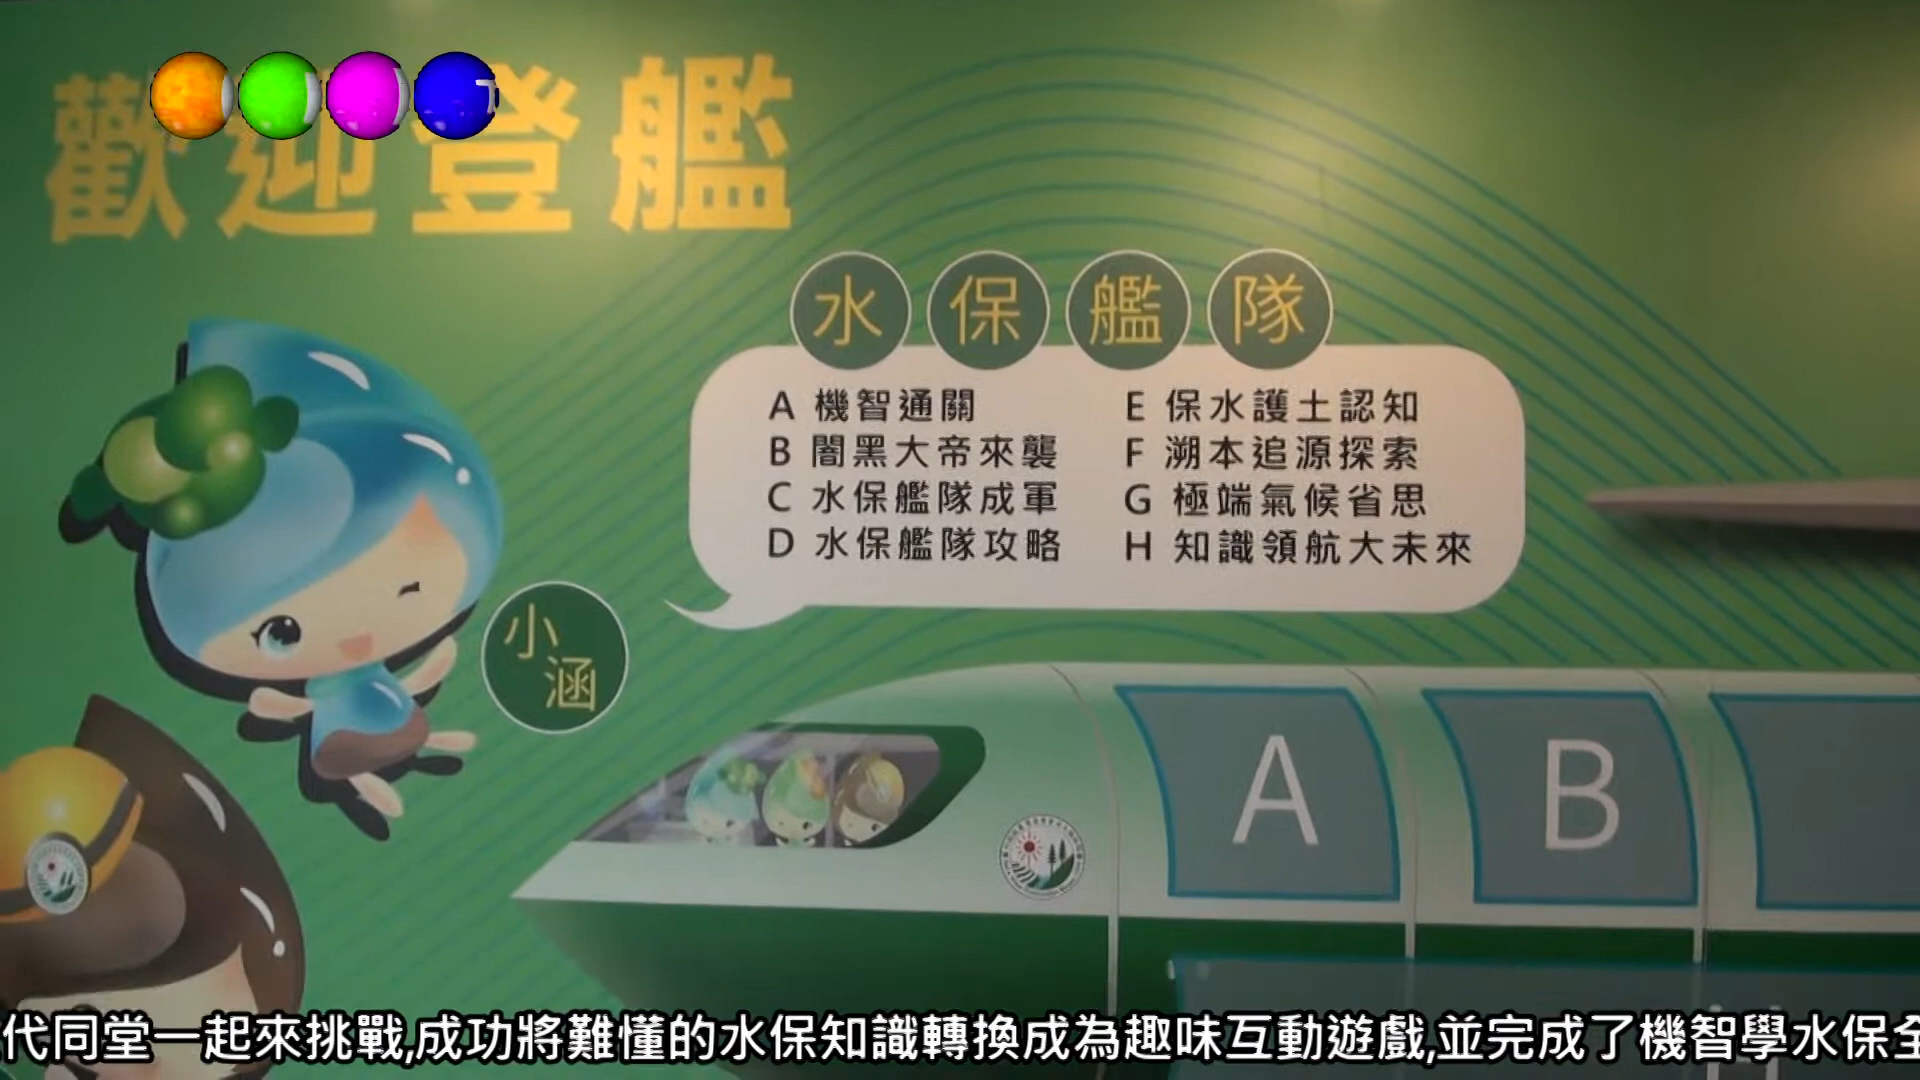 歡迎登艦
水保艦隊
A 機智通關
B 闇黑大帝來襲
C 水保艦隊成軍
D 水保艦隊攻略
E 保水護土認知
F 溯本追源探索
G 極端氣候省思
H 知識領航大未來
小涵
A
B
代同堂一起來挑戰,成功將難懂的水保知識轉換成為趣味互動遊戲,並完成了機智學水保全